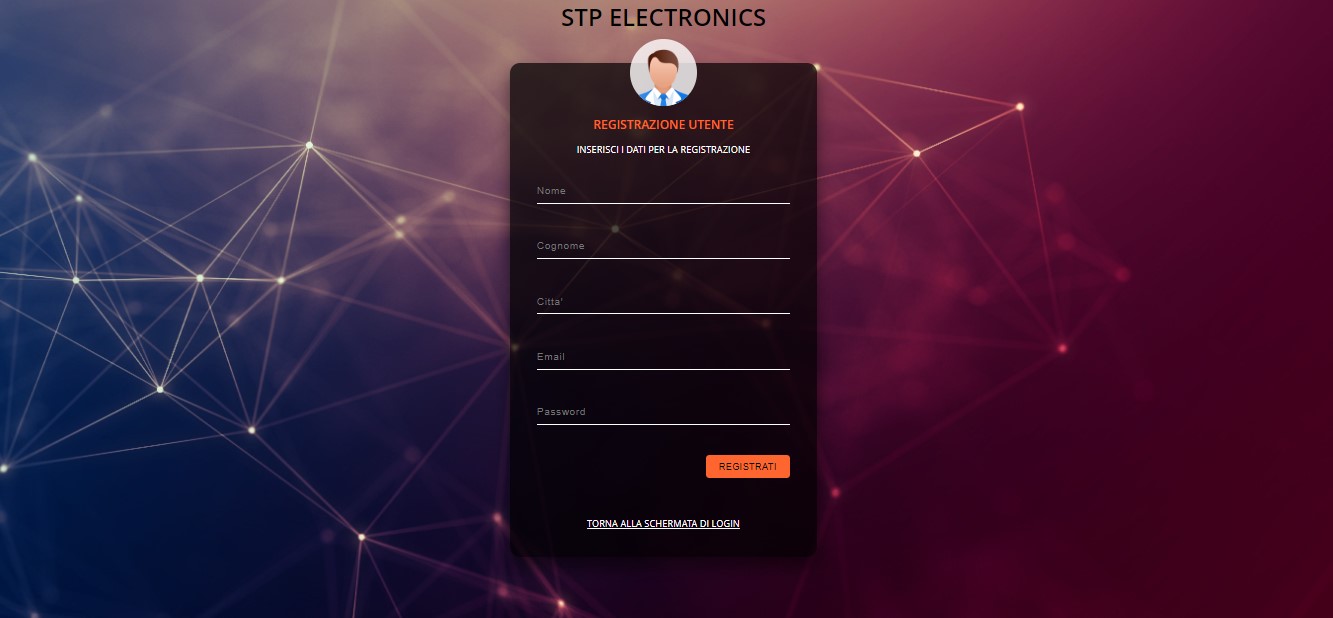 STP ELECTRONICS
REGISTRAZIONE UTENTE
INSERISCI I DATI PER LA REGISTRAZIONE
Nome
Cognome
Citta'
Email
Password
REGISTRATI
TORNA ALLA SCHERMATA DI LOGIN